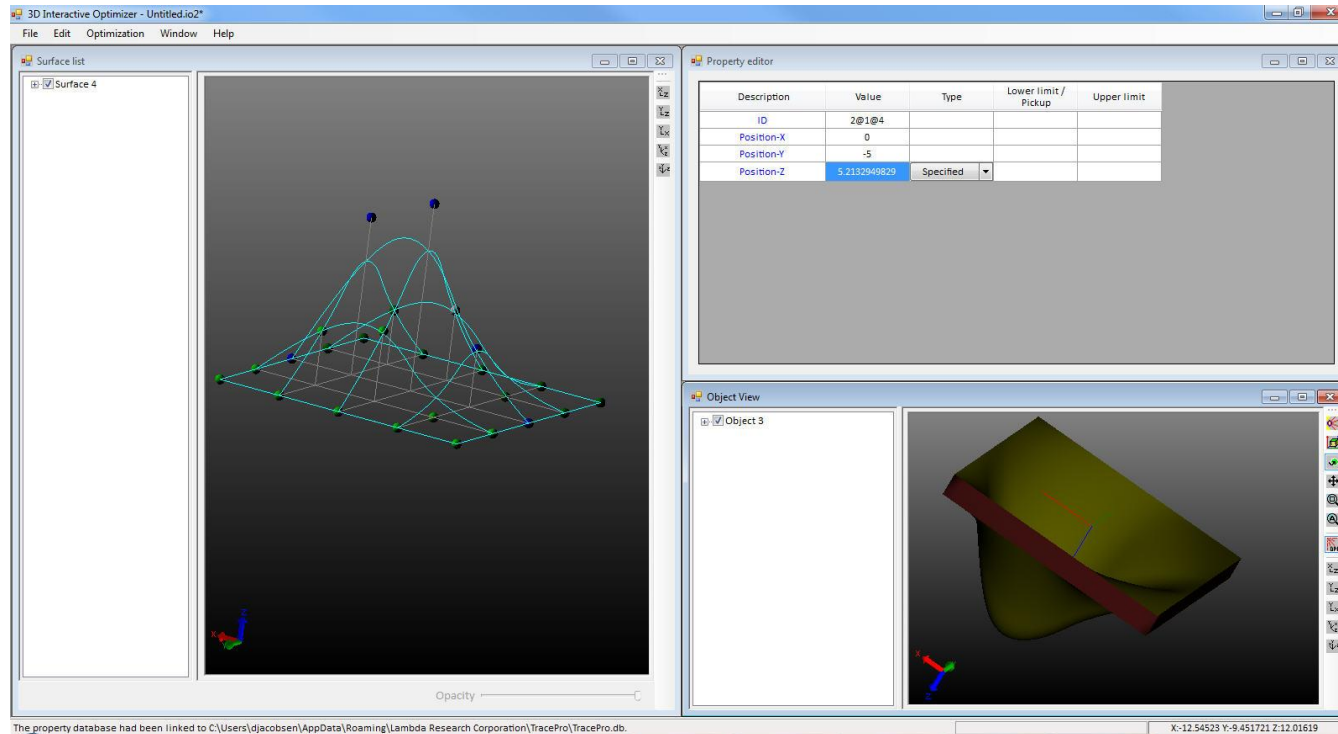 3D Interactive Optimizer - Untitled.io2*
File Edit Optimization Window Help
Surface list
Surface 4
Opacity
Property editor
Description Value Type Lower limit / Pickup Upper limit
ID 2@1@4
Position-X 0
Position-Y -5
Position-Z 5.2132949829 Specified
Object View
Object 3
X
Z
X
The property database had been linked to C:\Users\djacobsen\AppData\Roaming\Lambda Research Corporation\TracePro\TracePro.db.
X:-12.54523 Y:-9.451721 Z:12.01619